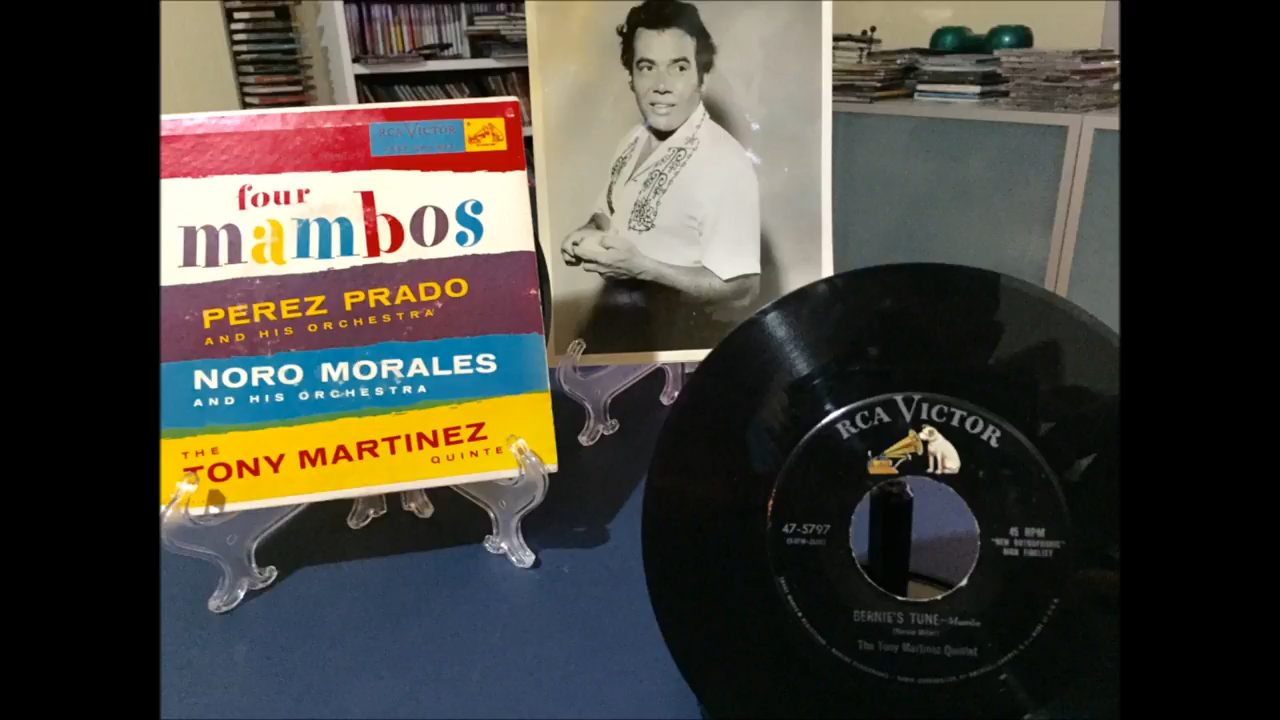 RCA VICTOR
four
mambos
PEREZ PRADO
AND HIS ORCHESTRA
NORO MORALES
AND HIS ORCHESTRA
THE
TONY MARTINEZ
QUINTE
RCA VICTOR
47-5797
45 RPM
"NEW ORTHOPHONIC"
HIGH FIDELITY
BERNIE'S TUNE—Mambo
The Tony Martinez Quintet